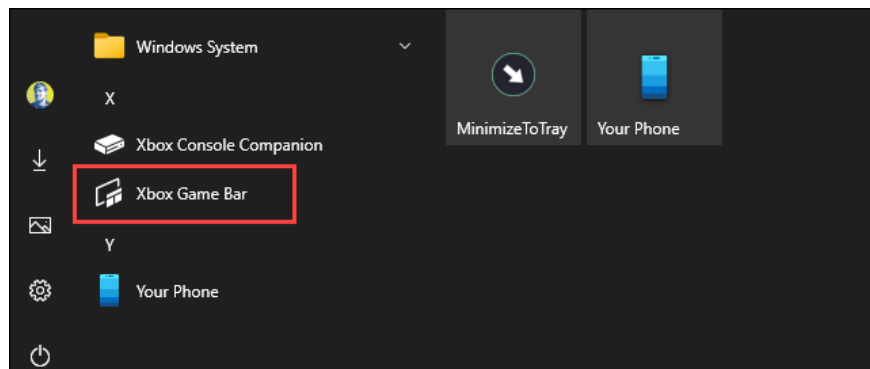 Windows System
X
Xbox Console Companion
Xbox Game Bar
Y
Your Phone
MinimizeToTray
Your Phone